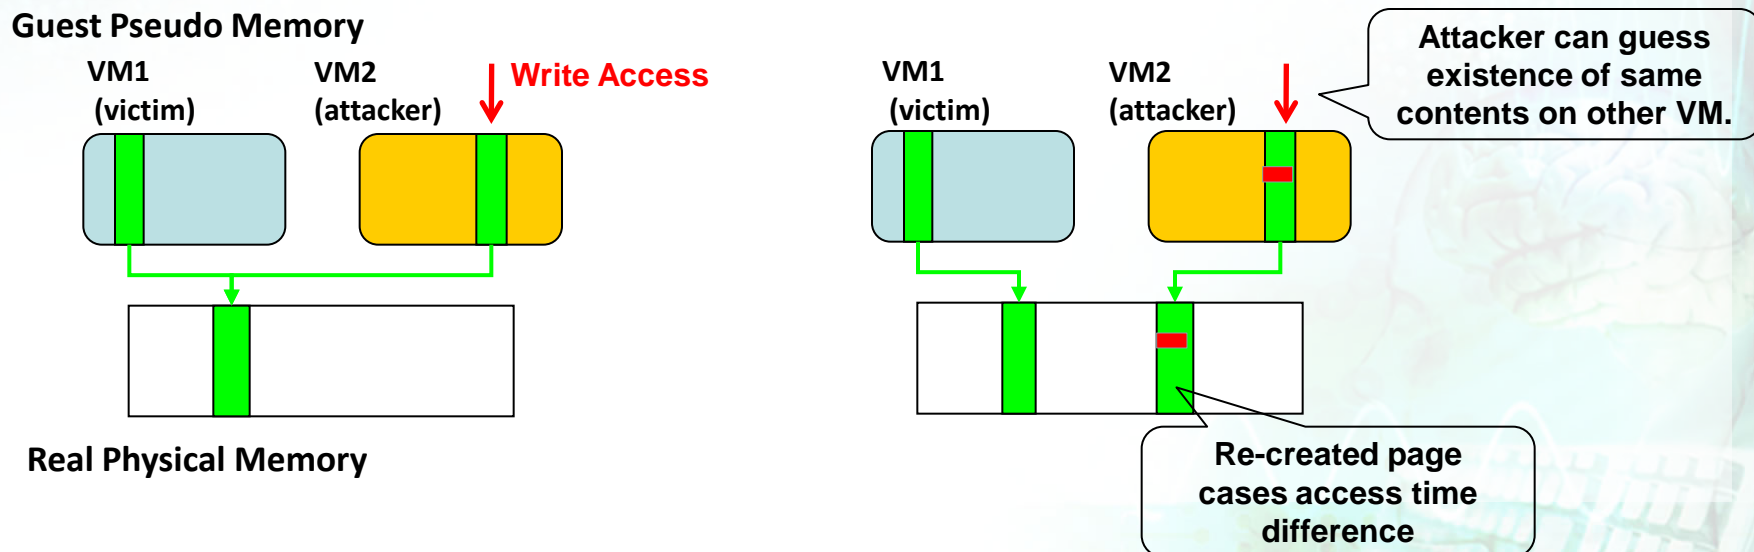 Guest Pseudo Memory
VM1
(victim)
VM2
(attacker)
Write Access
Real Physical Memory
VM1
(victim)
VM2
(attacker)
Attacker can guess
existence of same
contents on other VM.
Re-created page
cases access time
difference